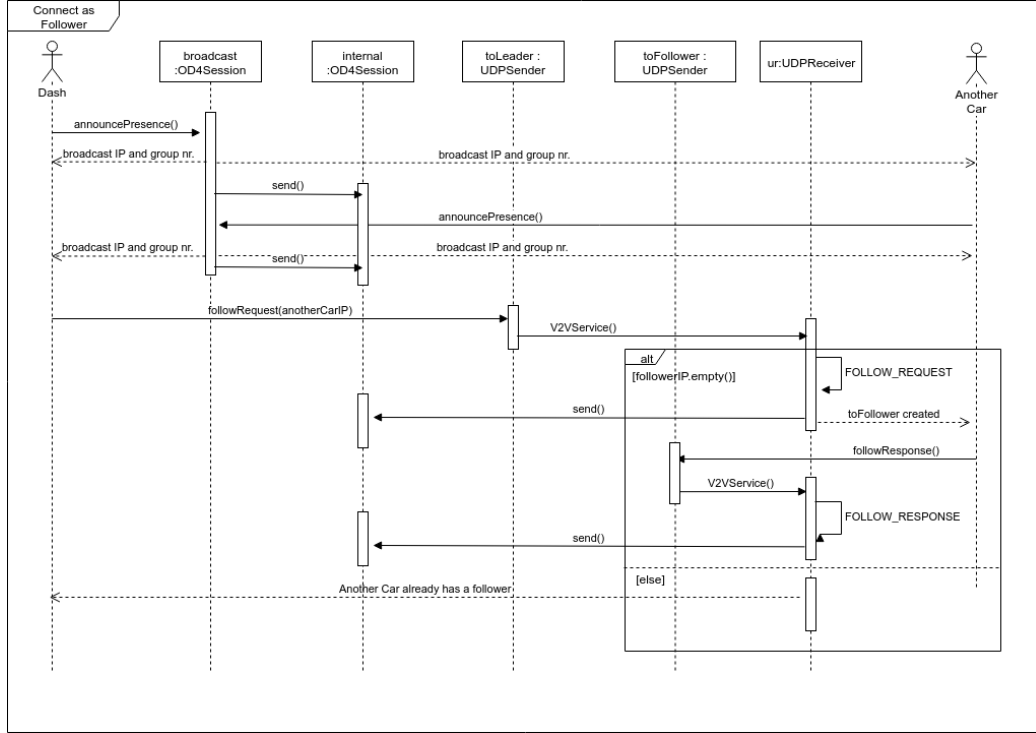 Connect as
Follower
Dash
broadcast
:OD4Session
internal
:OD4Session
toLeader :
UDPSender
toFollower :
UDPSender
ur:UDPReceiver
Another
Car
announcePresence()
broadcast IP and group nr.
broadcast IP and group nr.
send()
announcePresence()
broadcast IP and group nr.
broadcast IP and group nr.
send()
followRequest(anotherCarIP)
V2VService()
alt
[followerIP.empty()]
FOLLOW_REQUEST
send()
toFollower created
followResponse()
V2VService()
FOLLOW_RESPONSE
send()
[else]
Another Car already has a follower